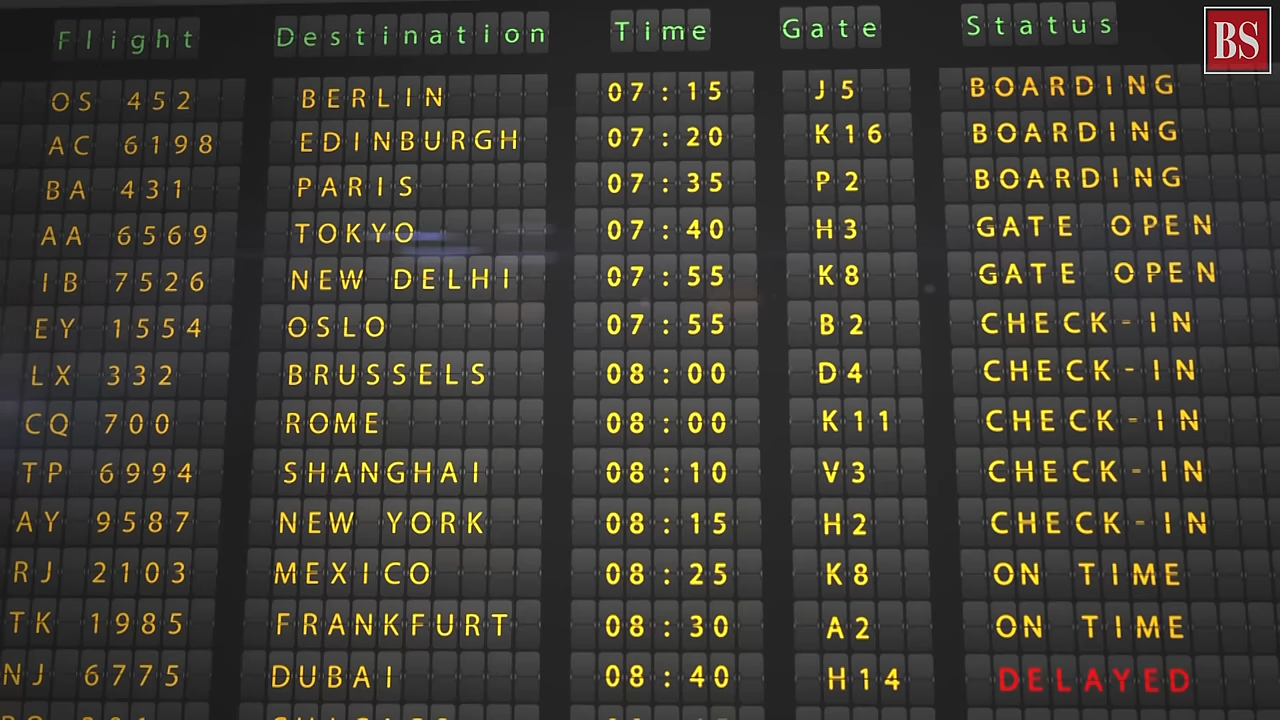 Flight Destination Time Gate Status
BS
OS 452 BERLIN 07:15 J5 BOARDING
AC 6198 EDINBURGH 07:20 K16 BOARDING
BA 431 PARIS 07:35 P2 BOARDING
AA 6569 TOKYO 07:40 H3 GATE OPEN
IB 7526 NEW DELHI 07:55 K8 GATE OPEN
EY 1554 OSLO 07:55 B2 CHECK-IN
LX 332 BRUSSELS 08:00 D4 CHECK-IN
CQ 700 ROME 08:00 K11 CHECK-IN
TP 6994 SHANGHAI 08:10 V3 CHECK-IN
AY 9587 NEW YORK 08:15 H2 CHECK-IN
RJ 2103 MEXICO 08:25 K8 ON TIME
TK 1985 FRANKFURT 08:30 A2 ON TIME
NJ 6775 DUBAI 08:40 H14 DELAYED